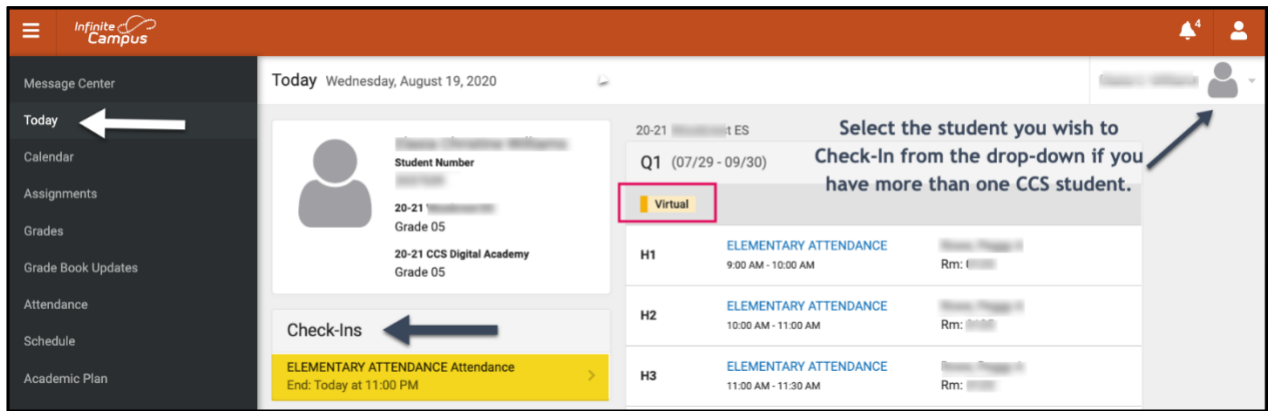 Infinite
Campus
4
Message Center
Today
Calendar
Assignments
Grades
Grade Book Updates
Attendance
Schedule
Academic Plan
Today Wednesday, August 19, 2020
Student Number
20-21
Grade 05
20-21 CCS Digital Academy
Grade 05
Check-Ins
ELEMENTARY ATTENDANCE Attendance
End: Today at 11:00 PM
20-21 ES
Q1 (07/29 - 09/30)
Select the student you wish to
Check-In from the drop-down if you
have more than one CCS student.
Virtual
H1 ELEMENTARY ATTENDANCE
9:00 AM - 10:00 AM Rm:
H2 ELEMENTARY ATTENDANCE
10:00 AM - 11:00 AM Rm:
H3 ELEMENTARY ATTENDANCE
11:00 AM - 11:30 AM Rm: